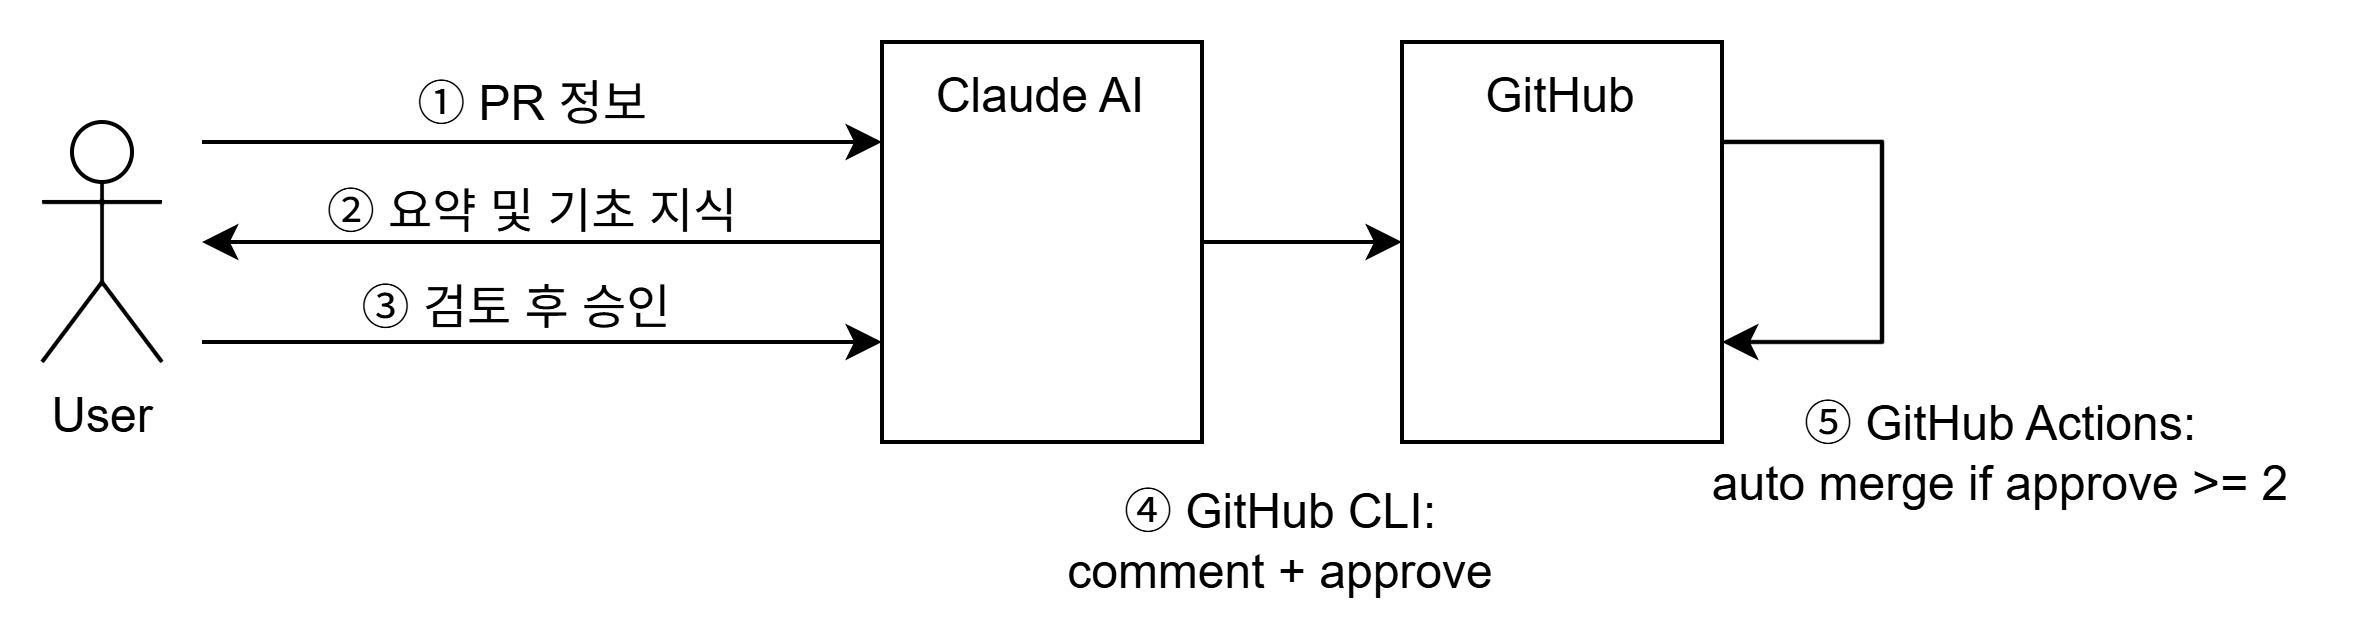 ① PR 정보
② 요약 및 기초 지식
③ 검토 후 승인
User
Claude AI
GitHub
④ GitHub CLI:
comment + approve
⑤ GitHub Actions:
auto merge if approve >= 2